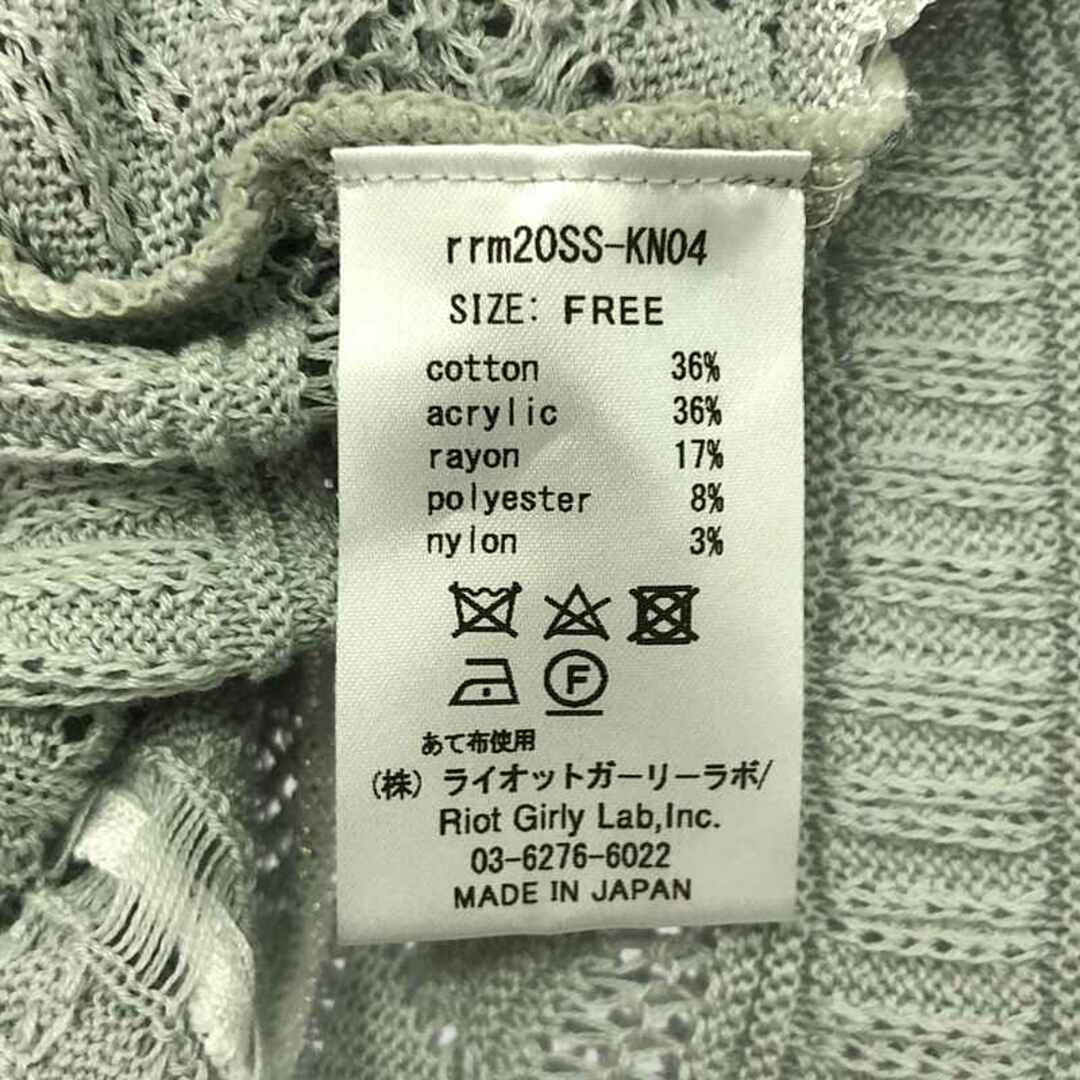 rrm20SS-KN04
SIZE: FREE
cotton 36%
acrylic 36%
rayon 17%
polyester 8%
nylon 3%
F
あて布使用
(株) ライオットガーリーラボ/
Riot Girly Lab,Inc.
03-6276-6022
MADE IN JAPAN